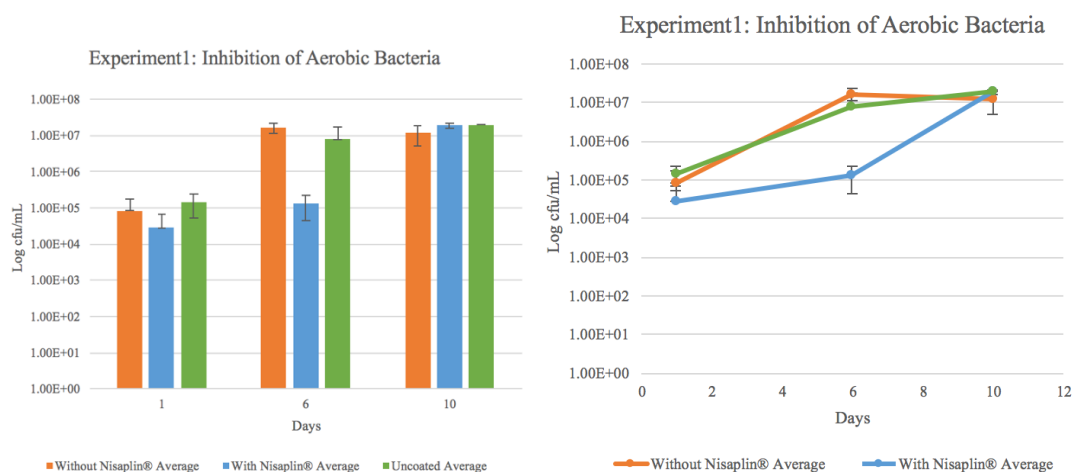 Experiment1: Inhibition of Aerobic Bacteria
Log cfu/mL
1.00E+08
1.00E+07
1.00E+06
1.00E+05
1.00E+04
1.00E+03
1.00E+02
1.00E+01
1.00E+00
1 6 10
Days
Without Nisaplin® Average With Nisaplin® Average Uncoated Average
Experiment1: Inhibition of Aerobic Bacteria
Log cfu/mL
1.00E+08
1.00E+07
1.00E+06
1.00E+05
1.00E+04
1.00E+03
1.00E+02
1.00E+01
1.00E+00
0 2 4 6 8 10 12
Days
Without Nisaplin® Average With Nisaplin® Average